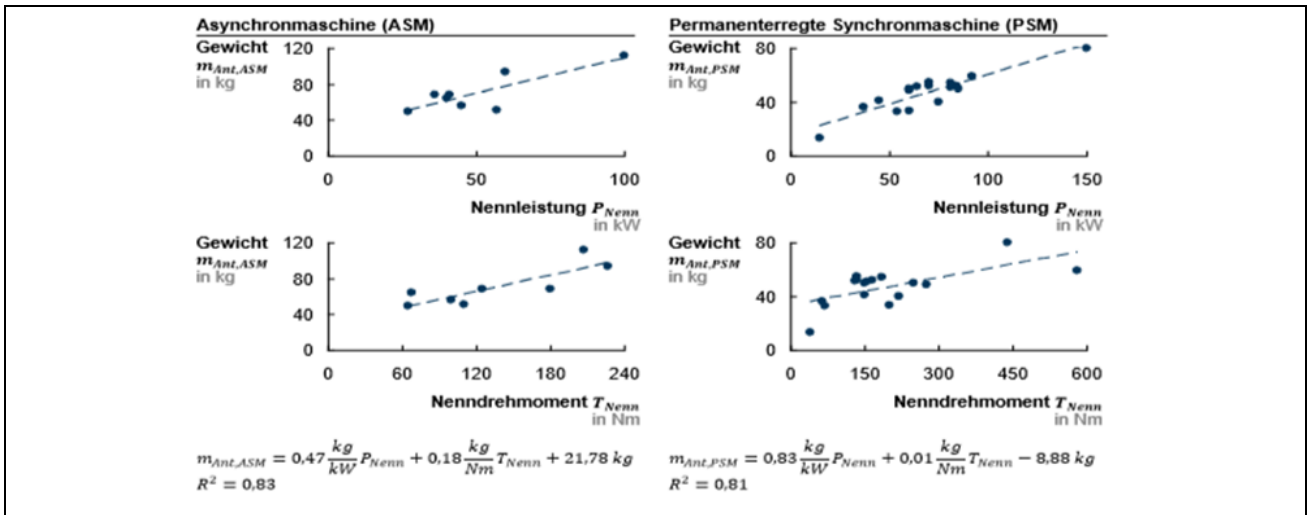 Asynchronmaschine (ASM)
Gewicht
m_Ant,ASM
in kg
120
80
40
0
0 50 100
Nennleistung P_Nenn
in kW
Gewicht
m_Ant,ASM
in kg
120
80
40
0
0 60 120 180 240
Nenndrehmoment T_Nenn
in Nm
m_Ant,ASM = 0,47 kg/kW P_Nenn + 0,18 kg/Nm T_Nenn + 21,78 kg
R² = 0,83
Permanenterregte Synchronmaschine (PSM)
Gewicht
m_Ant,PSM
in kg
80
40
0
0 50 100 150
Nennleistung P_Nenn
in kW
Gewicht
m_Ant,PSM
in kg
80
40
0
0 150 300 450 600
Nenndrehmoment T_Nenn
in Nm
m_Ant,PSM = 0,83 kg/kW P_Nenn + 0,01 kg/Nm T_Nenn − 8,88 kg
R² = 0,81